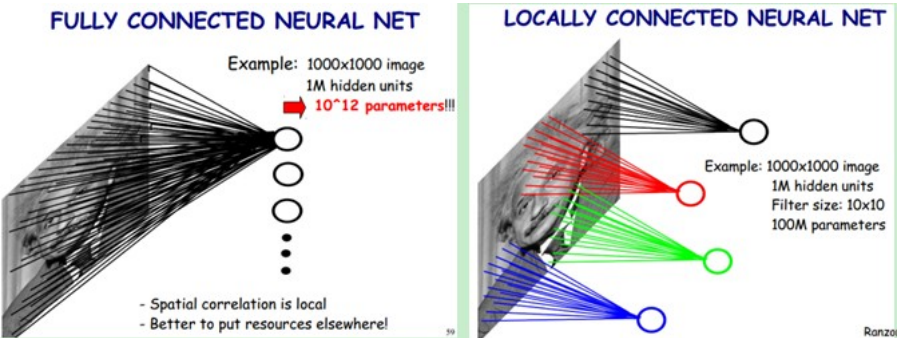 FULLY CONNECTED NEURAL NET
Example: 1000x1000 image
1M hidden units
10^12 parameters!!!
- Spatial correlation is local
- Better to put resources elsewhere!
59
LOCALLY CONNECTED NEURAL NET
Example: 1000x1000 image
1M hidden units
Filter size: 10x10
100M parameters